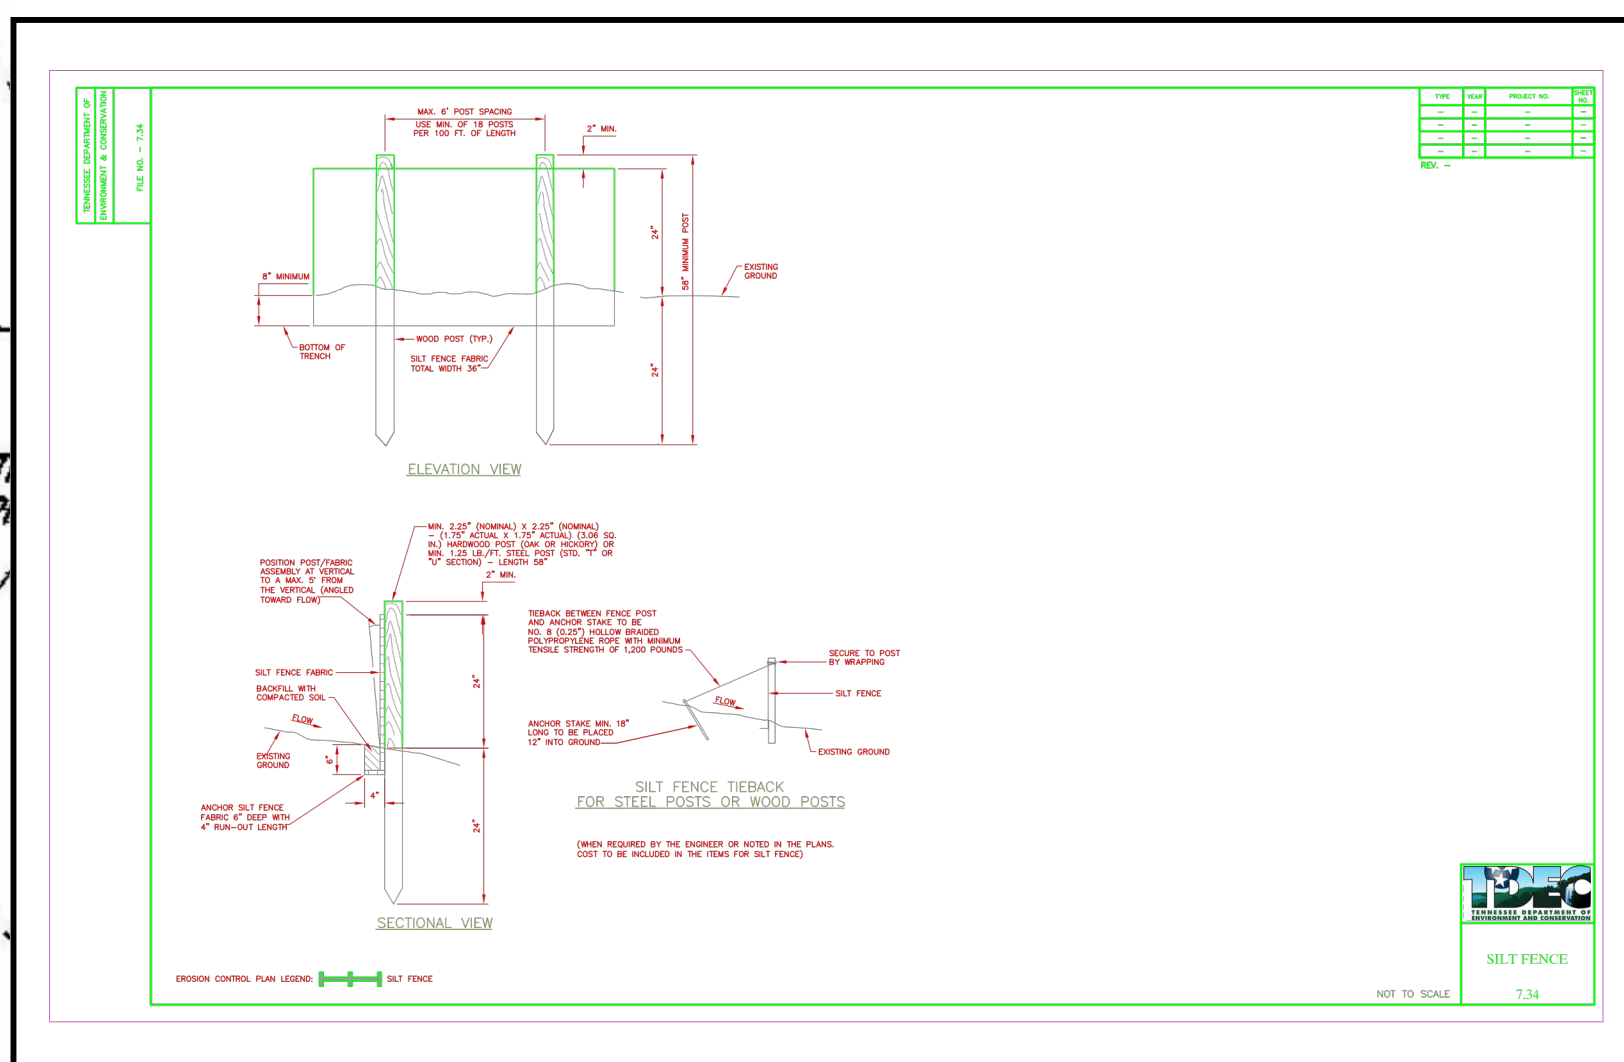 TENNESSEE DEPARTMENT OF
ENVIRONMENT & CONSERVATION
FILE NO. - 7.34
TYPE YEAR PROJECT NO. SHEET NO.
- - - -
- - - -
- - - -
- - - -
REV. -
MAX. 6' POST SPACING
USE MIN. OF 18 POSTS
PER 100 FT. OF LENGTH
2" MIN.
24"
58" MINIMUM POST
EXISTING
GROUND
8" MINIMUM
BOTTOM OF
TRENCH
WOOD POST (TYP.)
SILT FENCE FABRIC
TOTAL WIDTH 36"
24"
ELEVATION VIEW
MIN. 2.25" (NOMINAL) X 2.25" (NOMINAL)
- (1.75" ACTUAL X 1.75" ACTUAL) (3.06 SQ.
IN.) HARDWOOD POST (OAK OR HICKORY) OR
MIN. 1.25 LB./FT. STEEL POST (STD. "T" OR
"U" SECTION) - LENGTH 58"
2" MIN.
POSITION POST/FABRIC
ASSEMBLY AT VERTICAL
TO A MAX. 5' FROM
THE VERTICAL (ANGLED
TOWARD FLOW)
SILT FENCE FABRIC
BACKFILL WITH
COMPACTED SOIL
FLOW
EXISTING
GROUND
6"
4"
24"
24"
ANCHOR SILT FENCE
FABRIC 6" DEEP WITH
4" RUN-OUT LENGTH
SECTIONAL VIEW
TIEBACK BETWEEN FENCE POST
AND ANCHOR STAKE TO BE
NO. 8 (0.25") HOLLOW BRAIDED
POLYPROPYLENE ROPE WITH MINIMUM
TENSILE STRENGTH OF 1,200 POUNDS
SECURE TO POST
BY WRAPPING
SILT FENCE
FLOW
ANCHOR STAKE MIN. 18"
LONG TO BE PLACED
12" INTO GROUND
EXISTING GROUND
SILT FENCE TIEBACK
FOR STEEL POSTS OR WOOD POSTS
(WHEN REQUIRED BY THE ENGINEER OR NOTED IN THE PLANS.
COST TO BE INCLUDED IN THE ITEMS FOR SILT FENCE)
EROSION CONTROL PLAN LEGEND: SILT FENCE
TDEC
TENNESSEE DEPARTMENT OF
ENVIRONMENT AND CONSERVATION
SILT FENCE
NOT TO SCALE
7.34